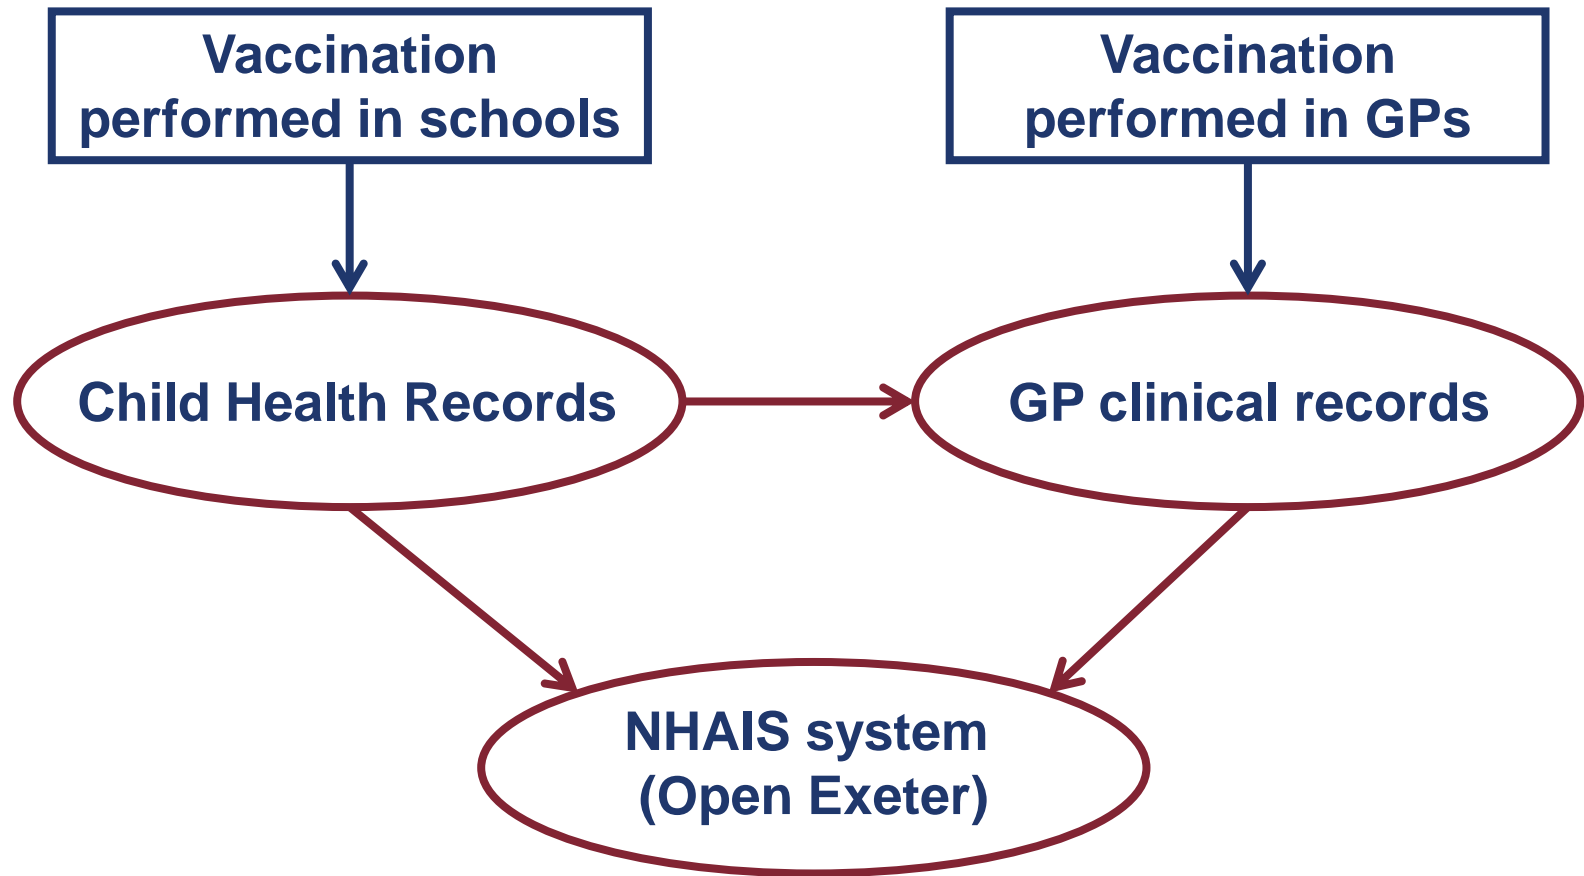 Vaccination
performed in schools
Vaccination
performed in GPs
Child Health Records
GP clinical records
NHAIS system
(Open Exeter)